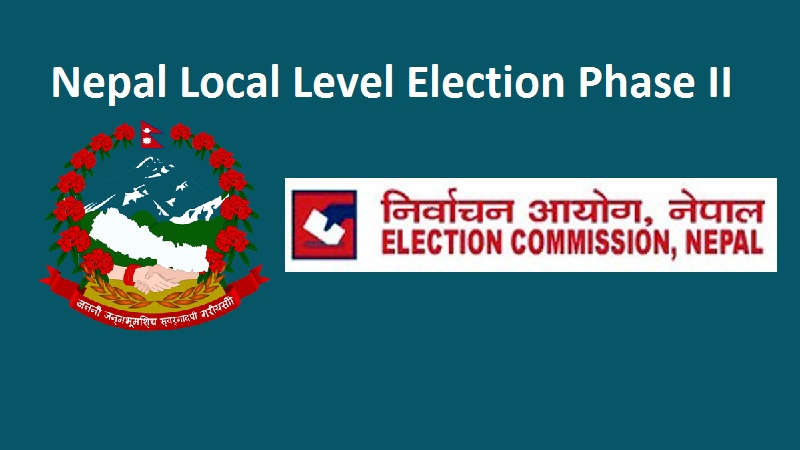 Nepal Local Level Election Phase II
निर्वाचन आयोग, नेपाल
ELECTION COMMISSION, NEPAL
जननी जन्मभूमिश्च स्वर्गादपी गरीयसी